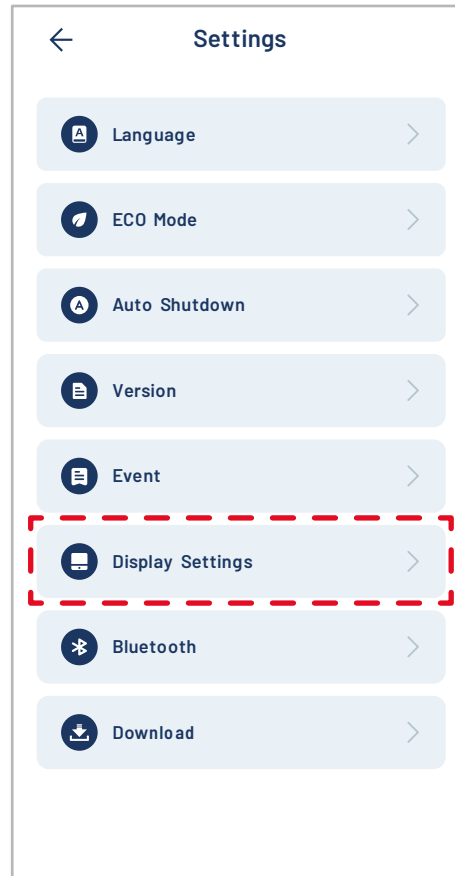 Settings
Language
ECO Mode
Auto Shutdown
Version
Event
Display Settings
Bluetooth
Download